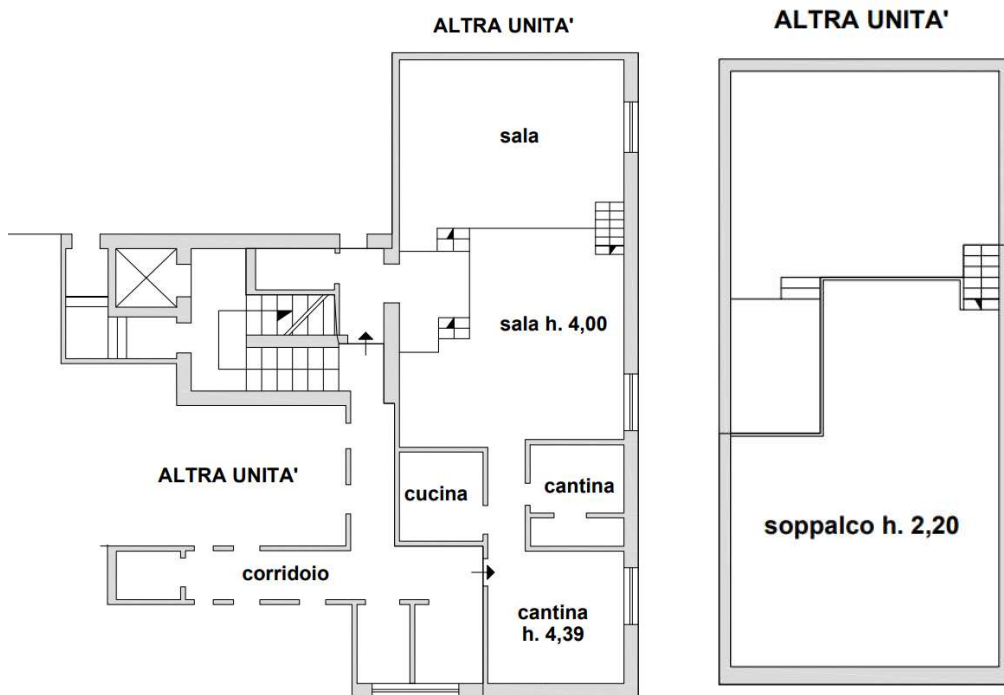 ALTRA UNITA'
sala
sala h. 4,00
ALTRA UNITA'
cucina
cantina
corridoio
cantina
h. 4,39
ALTRA UNITA'
soppalco h. 2,20